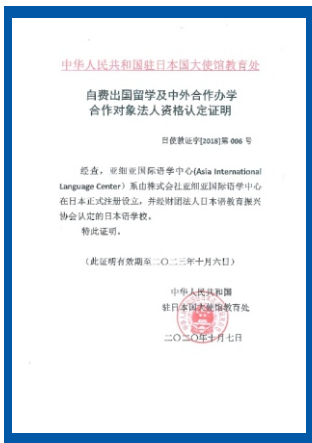 中华人民共和国驻日本国大使馆教育处
自费出国留学及中外合作办学
合作对象法人资格认定证明
日使教证字[2018]第 006 号
经查，亚细亚国际语学中心(Asia International
Language Center）系由株式会社亚细亚国际语学中心
在日本正式注册设立，并经财团法人日本语教育振兴
协会认定的日本语学校。
特此证明。
（此证明有效期至二〇二三年十月六日）
中华人民共和国
驻日本国大使馆教育处
二〇二〇年十月七日